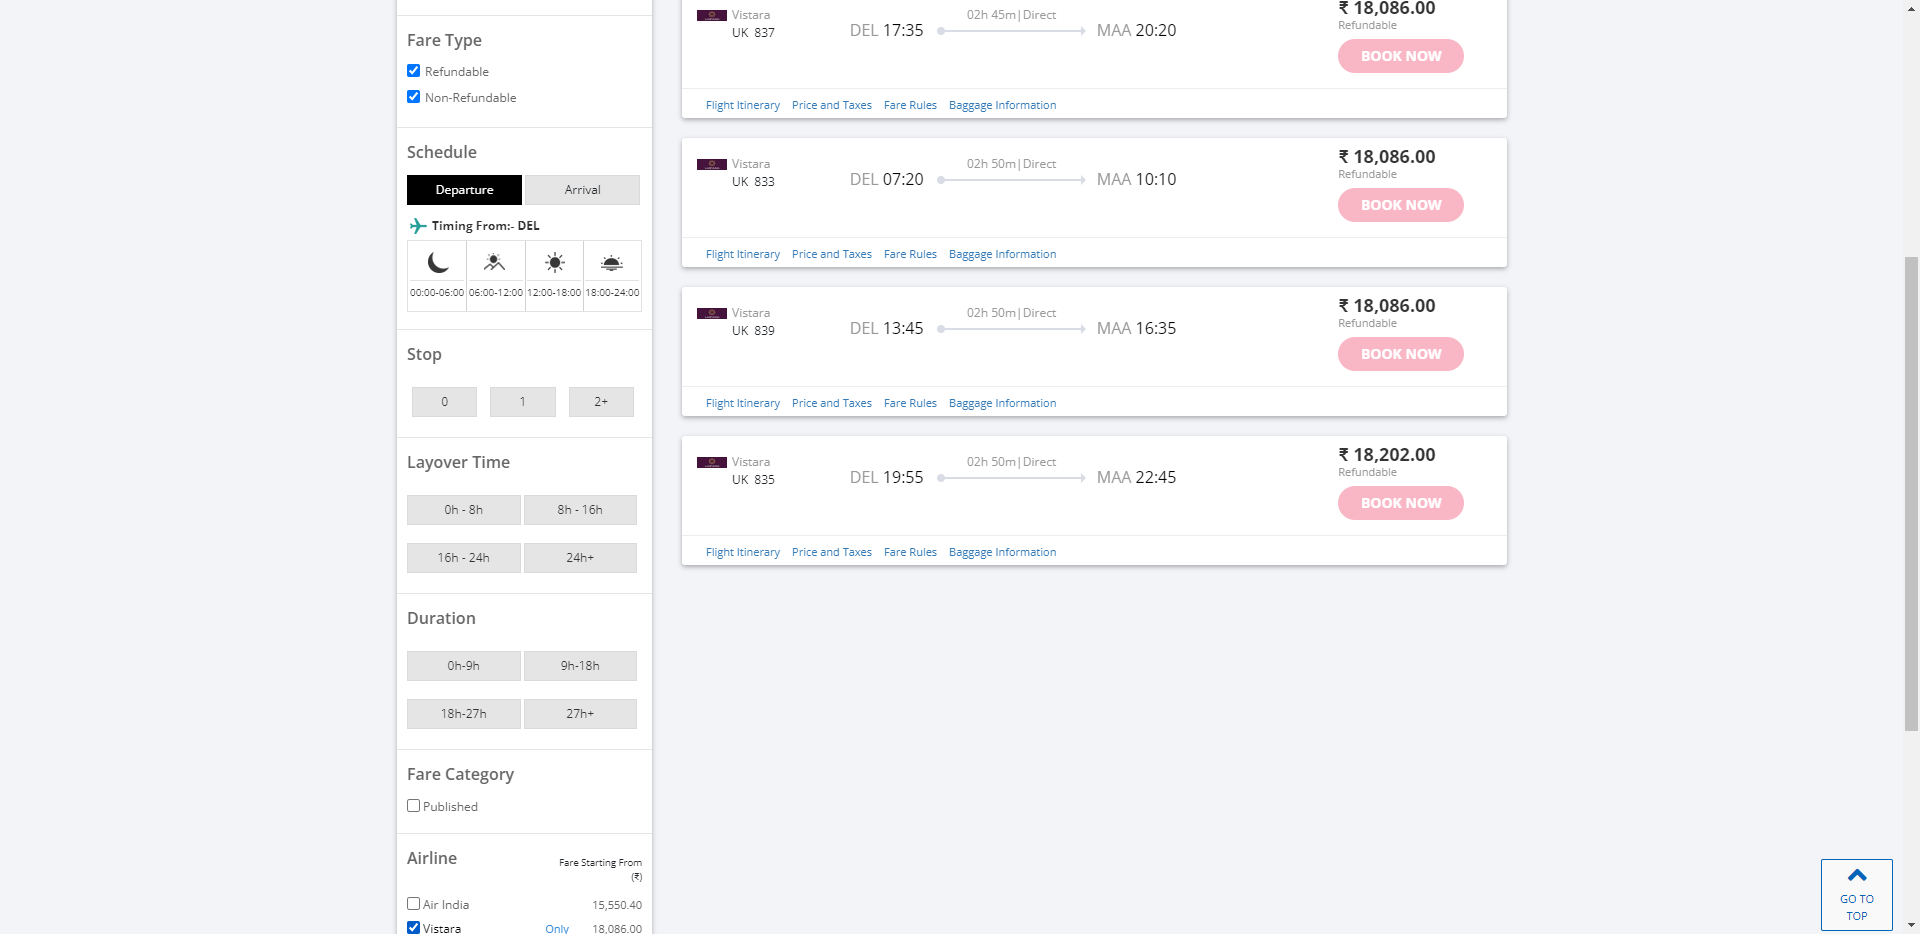 Fare Type
Refundable
Non-Refundable
Schedule
Departure Arrival
Timing From:- DEL
00:00-06:00 06:00-12:00 12:00-18:00 18:00-24:00
Stop
0 1 2+
Layover Time
0h - 8h 8h - 16h
16h - 24h 24h+
Duration
0h-9h 9h-18h
18h-27h 27h+
Fare Category
Published
Airline Fare Starting From
(₹)
Air India 15,550.40
Vistara Only 18,086.00
Vistara 02h 45m|Direct ₹ 18,086.00
UK 837 DEL 17:35 MAA 20:20 Refundable
BOOK NOW
Flight Itinerary Price and Taxes Fare Rules Baggage Information
Vistara 02h 50m|Direct ₹ 18,086.00
UK 833 DEL 07:20 MAA 10:10 Refundable
BOOK NOW
Flight Itinerary Price and Taxes Fare Rules Baggage Information
Vistara 02h 50m|Direct ₹ 18,086.00
UK 839 DEL 13:45 MAA 16:35 Refundable
BOOK NOW
Flight Itinerary Price and Taxes Fare Rules Baggage Information
Vistara 02h 50m|Direct ₹ 18,202.00
UK 835 DEL 19:55 MAA 22:45 Refundable
BOOK NOW
Flight Itinerary Price and Taxes Fare Rules Baggage Information
GO TO
TOP